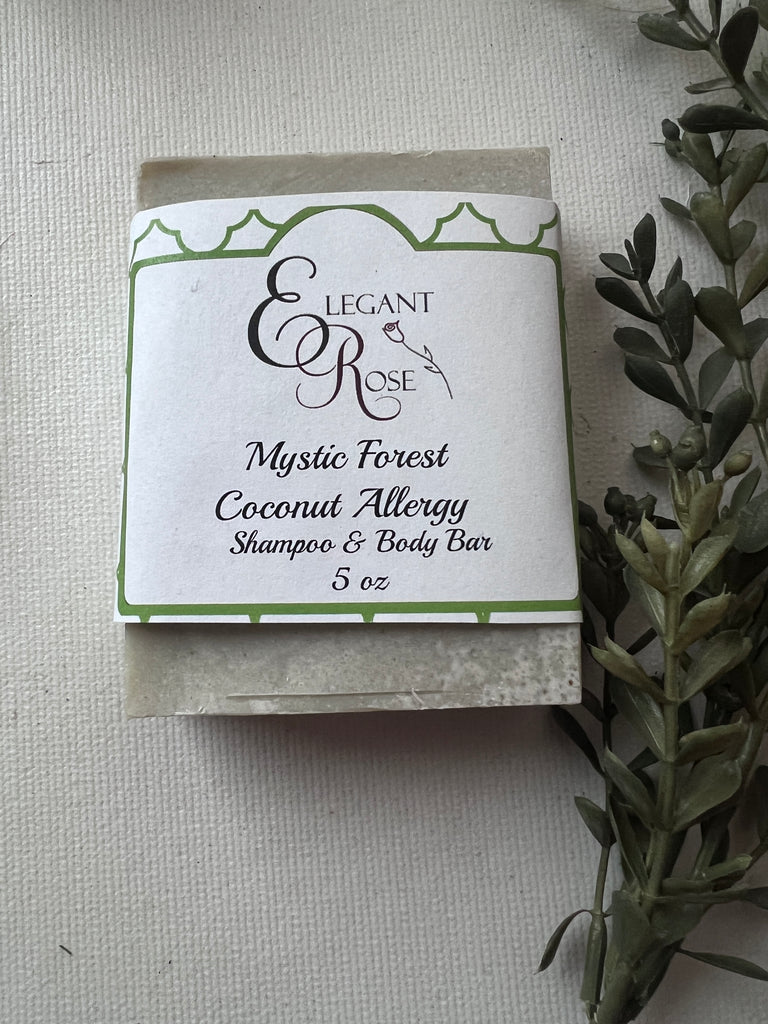 ELEGANT
ROSE
Mystic Forest
Coconut Allergy
Shampoo & Body Bar
5 oz